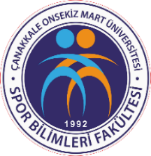 ÇANAKKALE ONSEKİZ MART ÜNİVERSİTESİ
1992
SPOR BİLİMLERİ FAKÜLTESİ